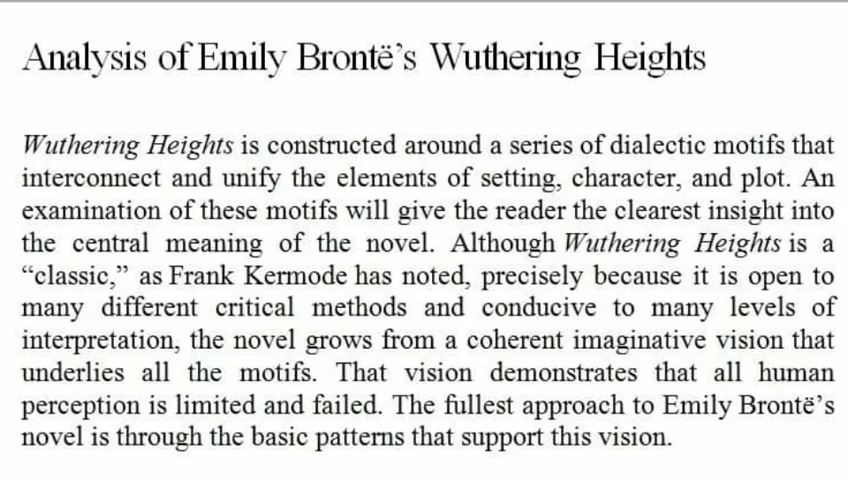 Analysis of Emily Brontë’s Wuthering Heights
Wuthering Heights is constructed around a series of dialectic motifs that
interconnect and unify the elements of setting, character, and plot. An
examination of these motifs will give the reader the clearest insight into
the central meaning of the novel. Although Wuthering Heights is a
“classic,” as Frank Kermode has noted, precisely because it is open to
many different critical methods and conducive to many levels of
interpretation, the novel grows from a coherent imaginative vision that
underlies all the motifs. That vision demonstrates that all human
perception is limited and failed. The fullest approach to Emily Brontë’s
novel is through the basic patterns that support this vision.